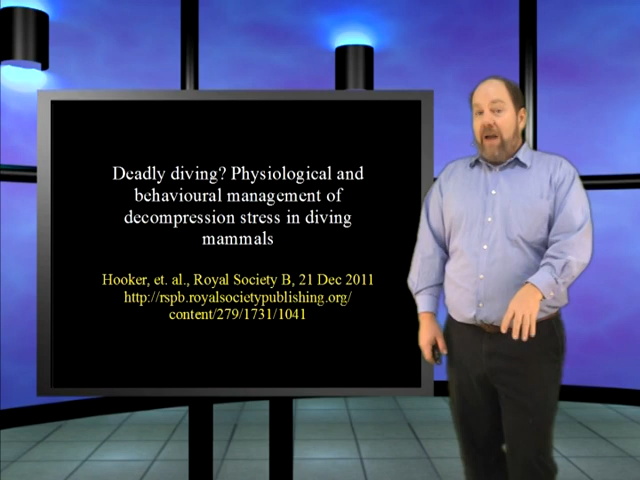 Deadly diving? Physiological and
behavioural management of
decompression stress in diving
mammals
Hooker, et. al., Royal Society B, 21 Dec 2011
http://rspb.royalsocietypublishing.org/
content/279/1731/1041